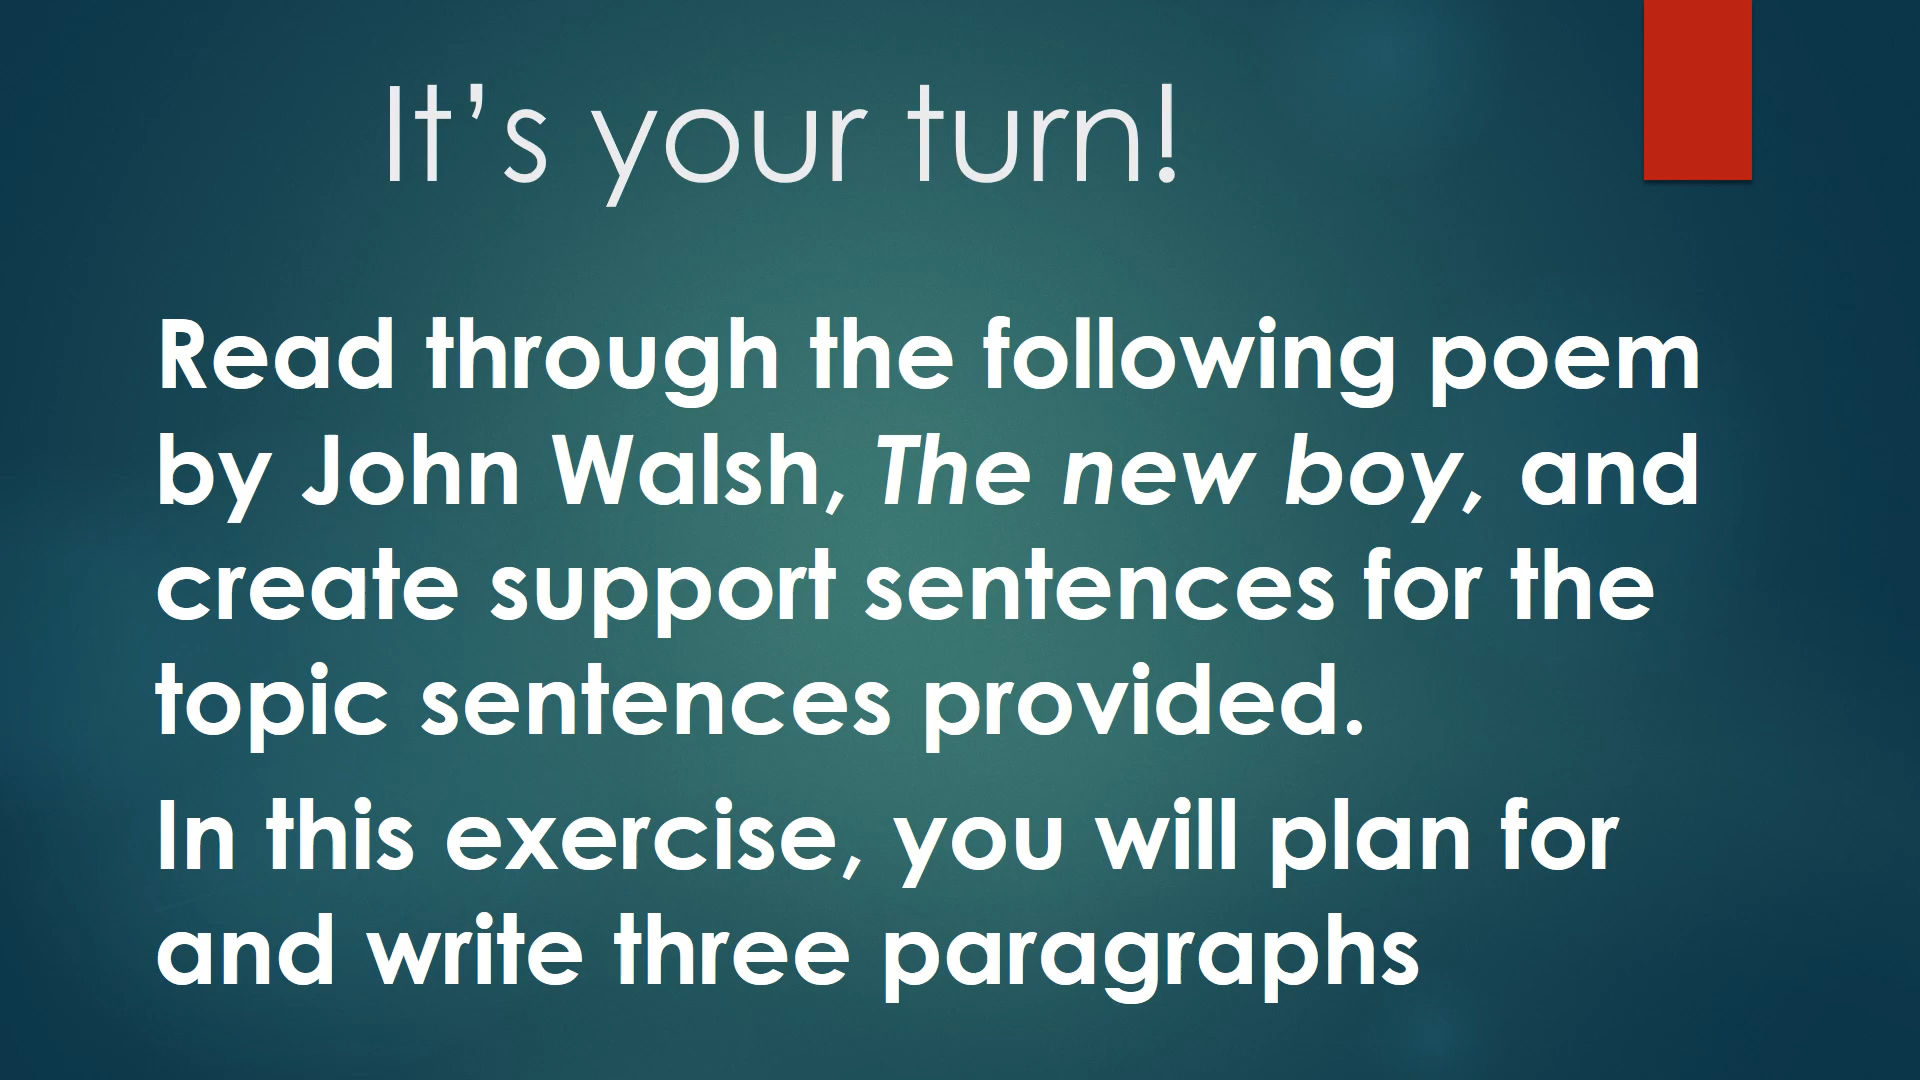 It’s your turn!
Read through the following poem
by John Walsh, The new boy, and
create support sentences for the
topic sentences provided.
In this exercise, you will plan for
and write three paragraphs